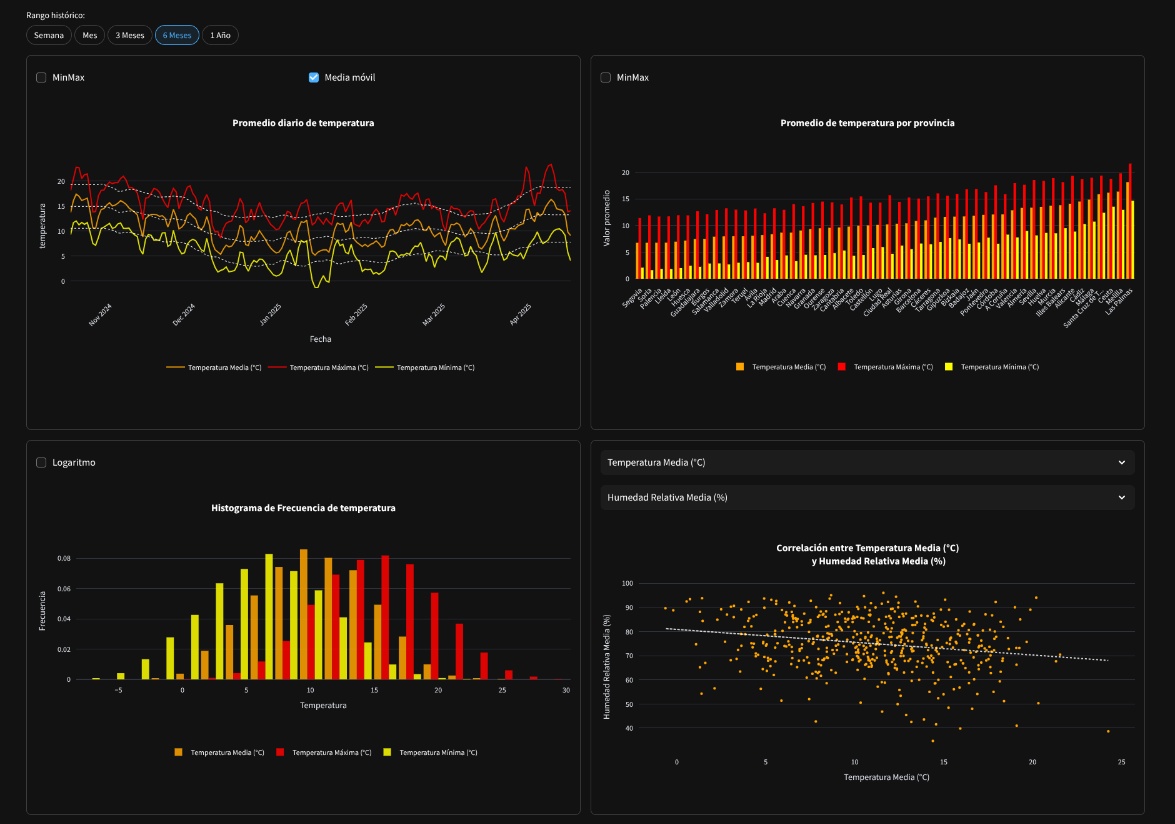 Rango histórico:
Semana
Mes
3 Meses
6 Meses
1 Año
MinMax
Media móvil
Promedio diario de temperatura
temperatura
20
15
10
5
0
Nov 2024
Dec 2024
Jan 2025
Feb 2025
Mar 2025
Apr 2025
Fecha
Temperatura Media (°C)
Temperatura Máxima (°C)
Temperatura Mínima (°C)
MinMax
Promedio de temperatura por provincia
Valor promedio
20
15
10
5
0
Segovia
Soria
Palencia
Lleida
León
Huesca
Guadalajara
Burgos
Salamanca
Valladolid
Zamora
Teruel
Ávila
La Rioja
Madrid
Araba
Cuenca
Navarra
Granada
Ourense
Zaragoza
Cantabria
Albacete
Toledo
Castellón
Lugo
Ciudad Real
Asturias
Girona
Barcelona
Cáceres
Tarragona
Gipuzkoa
Bizkaia
Badajoz
Jaén
Pontevedra
Córdoba
A Coruña
Valencia
Almería
Sevilla
Huelva
Murcia
Illes Balears
Alicante
Cádiz
Málaga
Santa Cruz de T...
Ceuta
Melilla
Las Palmas
Temperatura Media (°C)
Temperatura Máxima (°C)
Temperatura Mínima (°C)
Logaritmo
Histograma de Frecuencia de temperatura
Frecuencia
0.08
0.06
0.04
0.02
0
−5
0
5
10
15
20
25
30
Temperatura
Temperatura Media (°C)
Temperatura Máxima (°C)
Temperatura Mínima (°C)
Temperatura Media (°C)
Humedad Relativa Media (%)
Correlación entre Temperatura Media (°C)
y Humedad Relativa Media (%)
Humedad Relativa Media (%)
100
90
80
70
60
50
40
0
5
10
15
20
25
Temperatura Media (°C)